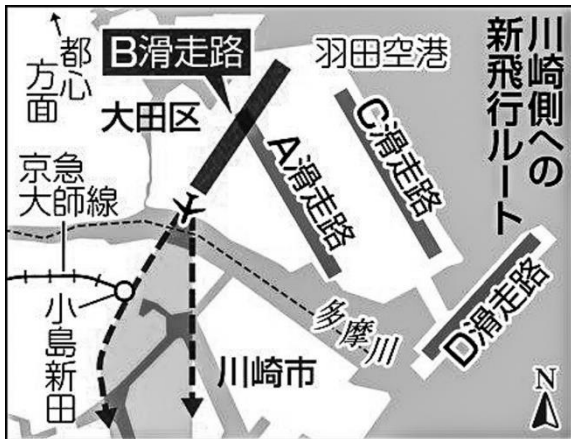 川崎側への
新飛行ルート
都心
方面
B滑走路
羽田空港
大田区
C滑走路
A滑走路
京急
大師線
多摩川
D滑走路
小島新田
川崎市
N